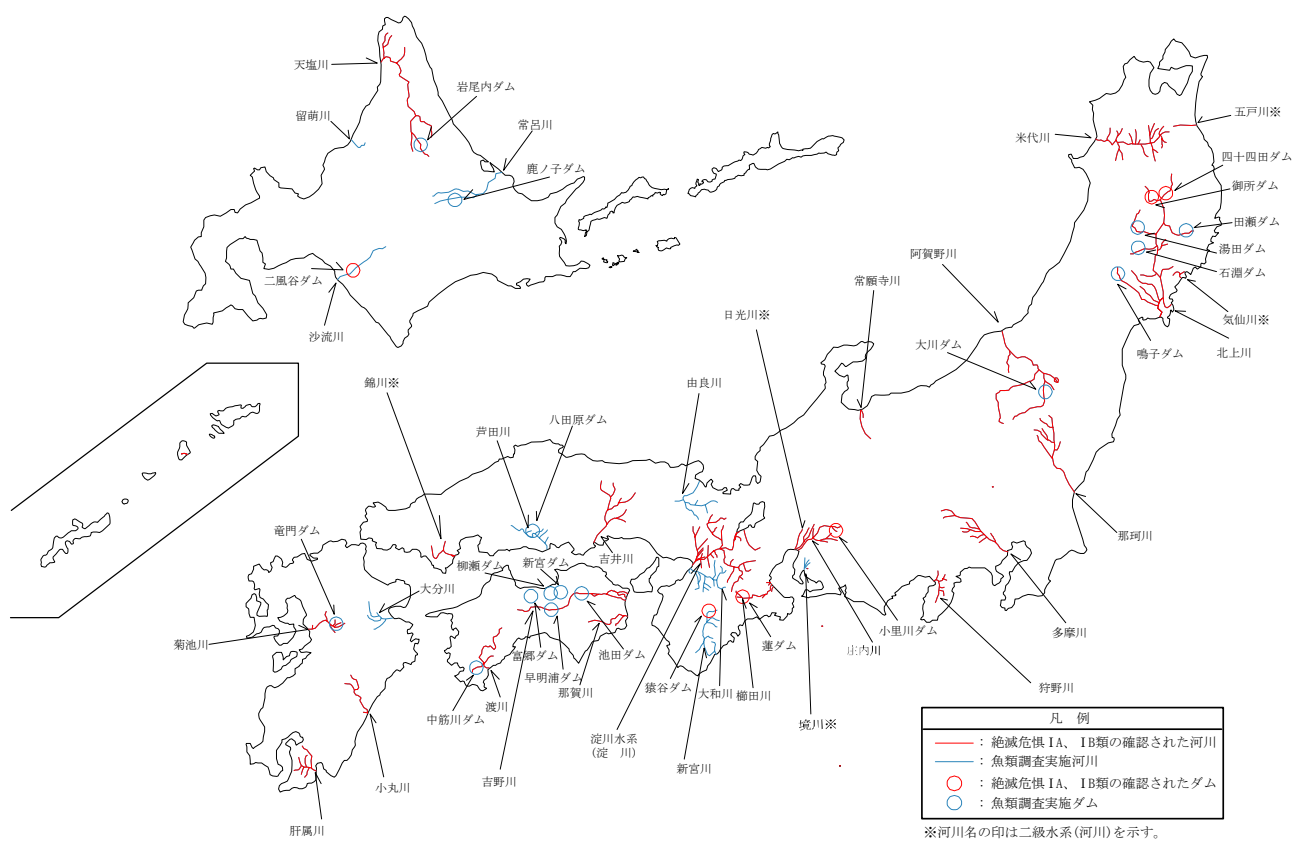 天塩川
岩尾内ダム
留萌川
常呂川
鹿ノ子ダム
二風谷ダム
沙流川
五戸川※
米代川
四十四田ダム
御所ダム
田瀬ダム
湯田ダム
石淵ダム
気仙川※
北上川
鳴子ダム
阿賀野川
常願寺川
日光川※
大川ダム
錦川※
由良川
芦田川
八田原ダム
竜門ダム
柳瀬ダム
新宮ダム
吉井川
大分川
菊池川
那珂川
多摩川
小里川ダム
庄内川
狩野川
蓮ダム
櫛田川
大和川
猿谷ダム
境川※
富郷ダム
池田ダム
早明浦ダム
那賀川
渡川
中筋川ダム
淀川水系
(淀　川)
新宮川
吉野川
小丸川
肝属川
凡　例
：絶滅危惧ⅠA、ⅠB類の確認された河川
：魚類調査実施河川
：絶滅危惧ⅠA、ⅠB類の確認されたダム
：魚類調査実施ダム
※河川名の印は二級水系(河川)を示す。